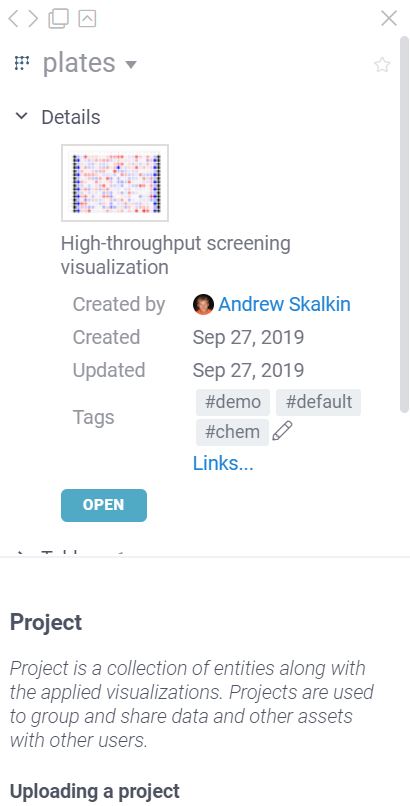 plates
Details
High-throughput screening
visualization
Created by Andrew Skalkin
Created Sep 27, 2019
Updated Sep 27, 2019
#demo #default
Tags
#chem
Links...
OPEN
Project
Project is a collection of entities along with
the applied visualizations. Projects are used
to group and share data and other assets
with other users.
Uploading a project